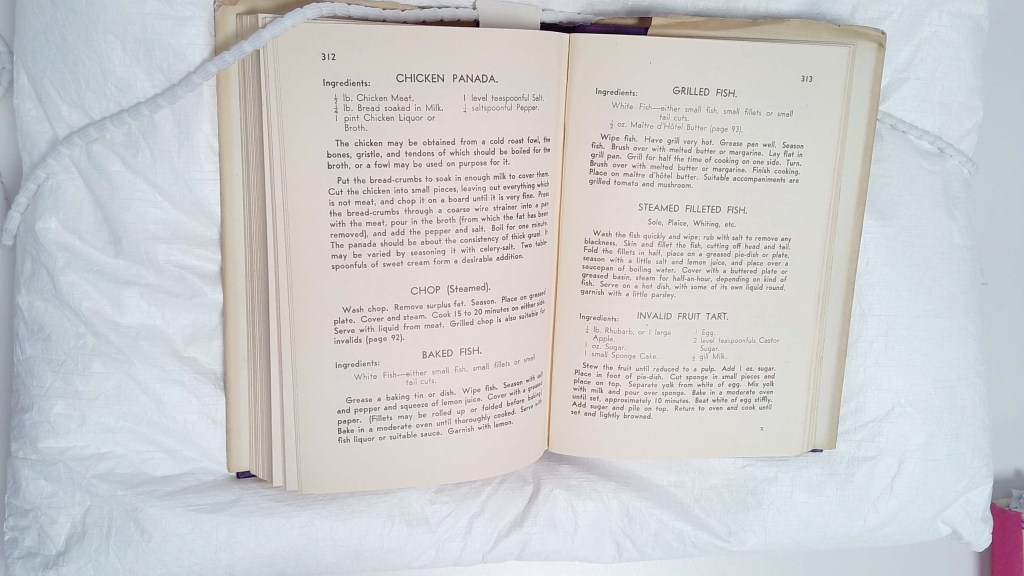 312
CHICKEN PANADA.
Ingredients:
½ lb. Chicken Meat.
¼ lb. Bread soaked in Milk.
1 pint Chicken Liquor or
Broth.
1 level teaspoonful Salt.
¼ saltspoonful Pepper.
The chicken may be obtained from a cold roast fowl, the
bones, gristle, and tendons of which should be boiled for the
broth, or a fowl may be used on purpose for it.
Put the bread-crumbs to soak in enough milk to cover them.
Cut the chicken into small pieces, leaving out everything which
is not meat, and chop it on a board until it is very fine. Press
the bread-crumbs through a coarse wire strainer into a pan
with the meat, pour in the broth (from which the fat has been
removed), and add the pepper and salt. Boil for one minute.
The panada should be about the consistency of thick gruel. It
may be varied by seasoning it with celery-salt. Two table-
spoonfuls of sweet cream form a desirable addition.
CHOP (Steamed).
Wash chop. Remove surplus fat. Season. Place on greased
plate. Cover and steam. Cook 15 to 20 minutes on either side.
Serve with liquid from meat. Grilled chop is also suitable for
invalids (page 92).
BAKED FISH.
Ingredients:
White Fish—either small fish, small fillets or small
tail cuts.
Grease a baking tin or dish. Wipe fish. Season with salt
and pepper and squeeze of lemon juice. Cover with a greased
paper. (Fillets may be rolled up or folded before baking.)
Bake in a moderate oven until thoroughly cooked. Serve with
fish liquor or suitable sauce. Garnish with lemon.
313
GRILLED FISH.
Ingredients:
White Fish—either small fish, small fillets or small
tail cuts.
½ oz. Maître d'Hôtel Butter (page 93).
Wipe fish. Have grill very hot. Grease pan well. Season
fish. Brush over with melted butter or margarine. Lay flat in
grill pan. Grill for half the time of cooking on one side. Turn.
Brush over with melted butter or margarine. Finish cooking.
Place on maître d'hôtel butter. Suitable accompaniments are
grilled tomato and mushroom.
STEAMED FILLETED FISH.
Sole, Plaice, Whiting, etc.
Wash the fish quickly and wipe; rub with salt to remove any
blackness. Skin and fillet the fish, cutting off head and tail.
Fold the fillets in half, place on a greased pie-dish or plate,
season with a little salt and lemon juice, and place over a
saucepan of boiling water. Cover with a buttered plate or
greased basin, steam for half-an-hour, depending on kind of
fish. Serve on a hot dish, with some of its own liquid round,
garnish with a little parsley.
INVALID FRUIT TART.
Ingredients:
¼ lb. Rhubarb, or 1 large
Apple.
1 oz. Sugar.
1 small Sponge Cake.
1 Egg.
2 level teaspoonfuls Castor
Sugar.
½ gill Milk.
Stew the fruit until reduced to a pulp. Add 1 oz. sugar.
Place in foot of pie-dish. Cut sponge in small pieces and
place on top. Separate yolk from white of egg. Mix yolk
with milk and pour over sponge. Bake in a moderate oven
until set, approximately 10 minutes. Beat white of egg stiffly.
Add sugar and pile on top. Return to oven and cook until
set and lightly browned.